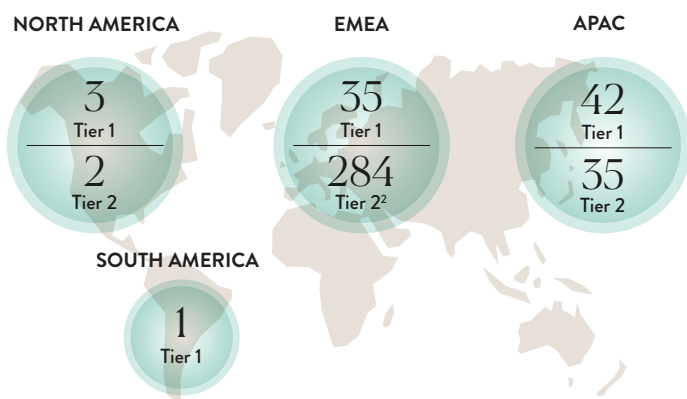 NORTH AMERICA
3
Tier 1
2
Tier 2
EMEA
35
Tier 1
284
Tier 2²
APAC
42
Tier 1
35
Tier 2
SOUTH AMERICA
1
Tier 1